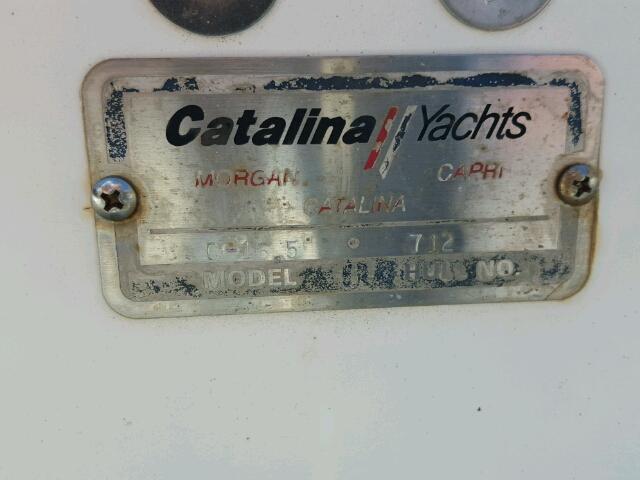 Catalina Yachts
MORGAN CAPRI
CATALINA
712
MODEL HULL NO